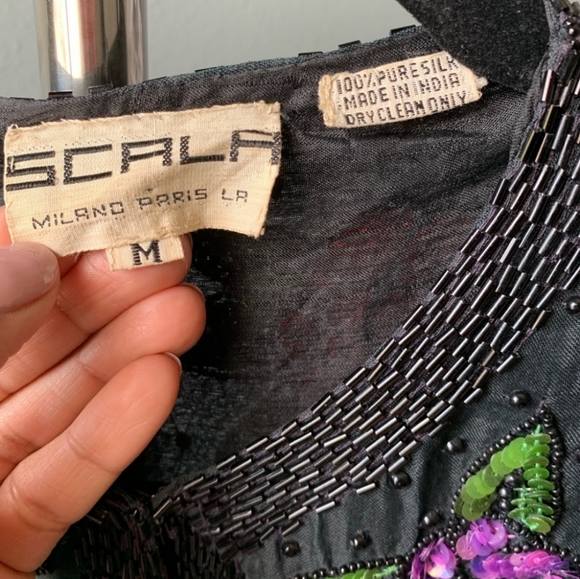 SCALA
MILANO PARIS LA
M
100% PURE SILK
MADE IN INDIA
DRY CLEAN ONLY